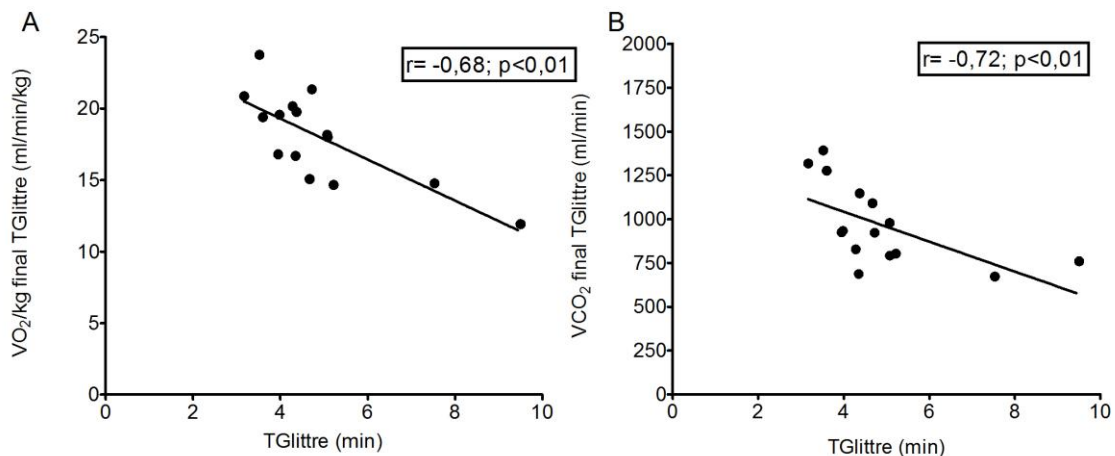 A
VO₂/kg final TGlittre (ml/min/kg)
25
20
15
10
5
0
r= -0,68; p<0,01
0 2 4 6 8 10
TGlittre (min)
B
VCO₂ final TGlittre (ml/min)
2000
1750
1500
1250
1000
750
500
250
0
r= -0,72; p<0,01
0 2 4 6 8 10
TGlittre (min)